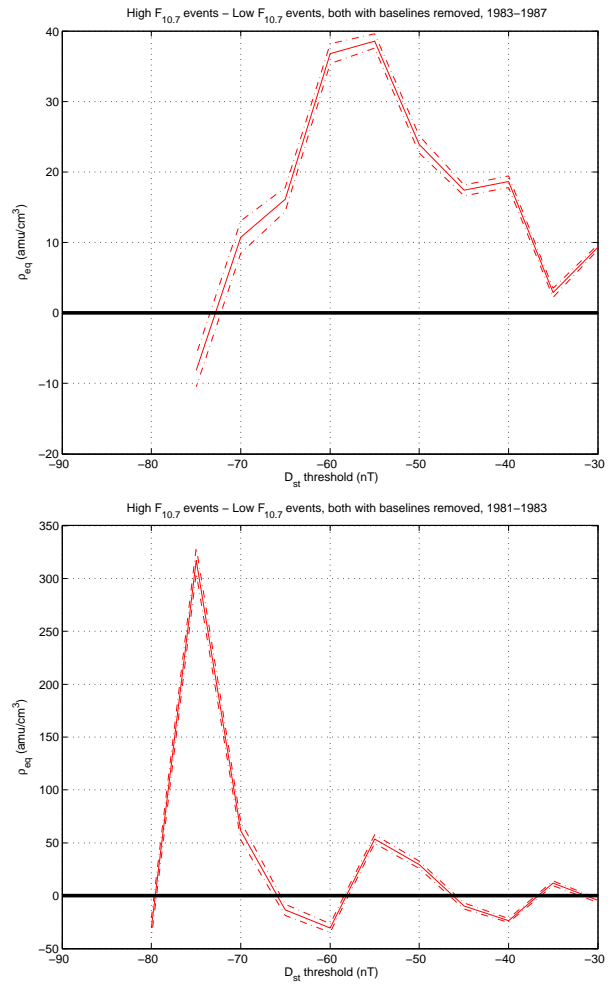 High F10.7 events − Low F10.7 events, both with baselines removed, 1983−1987
40
30
20
10
0
−10
−20
ρeq (amu/cm3)
−90 −80 −70 −60 −50 −40 −30
Dst threshold (nT)
High F10.7 events − Low F10.7 events, both with baselines removed, 1981−1983
350
300
250
200
150
100
50
0
−50
ρeq (amu/cm3)
−90 −80 −70 −60 −50 −40 −30
Dst threshold (nT)